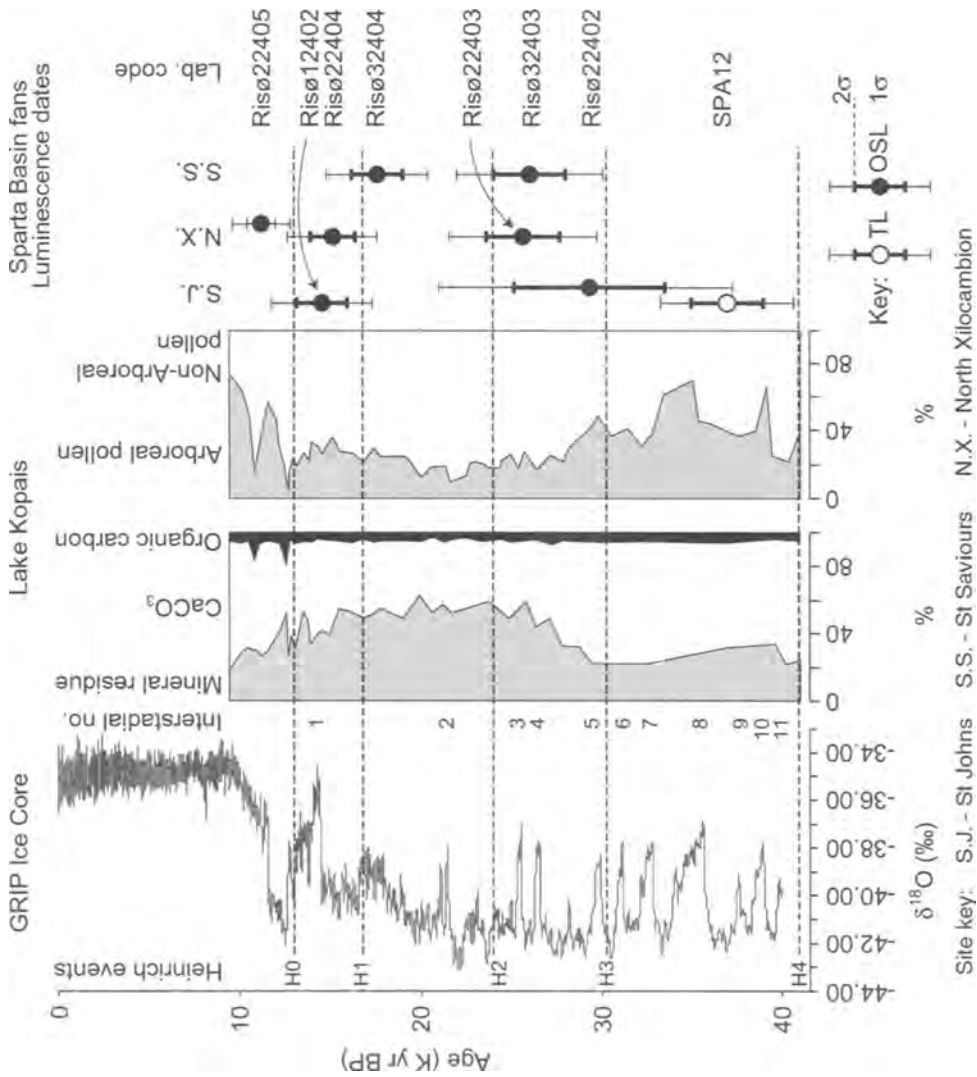 GRIP Ice Core
Lake Kopais
Sparta Basin fans
Luminescence dates
Heinrich events
Interstadial no.
Mineral residue
CaCO₃
Organic carbon
Arboreal pollen
Non-Arboreal
pollen
S.J.
N.X.
S.S.
Lab. code
Age (K yr BP)
0
10
20
30
40
H0
H1
H2
H3
H4
1
2
3
4
5
6
7
8
9
10
11
Risø22405
Risø12402
Risø22404
Risø32404
Risø22403
Risø32403
Risø22402
SPA12
-44.00
-42.00
-40.00
-38.00
-36.00
-34.00
δ¹⁸O (‰)
0
40
80
%
0
40
80
%
Key:
TL
OSL
2σ
1σ
Site key:
S.J. - St Johns
S.S. - St Saviours
N.X. - North Xilocambion